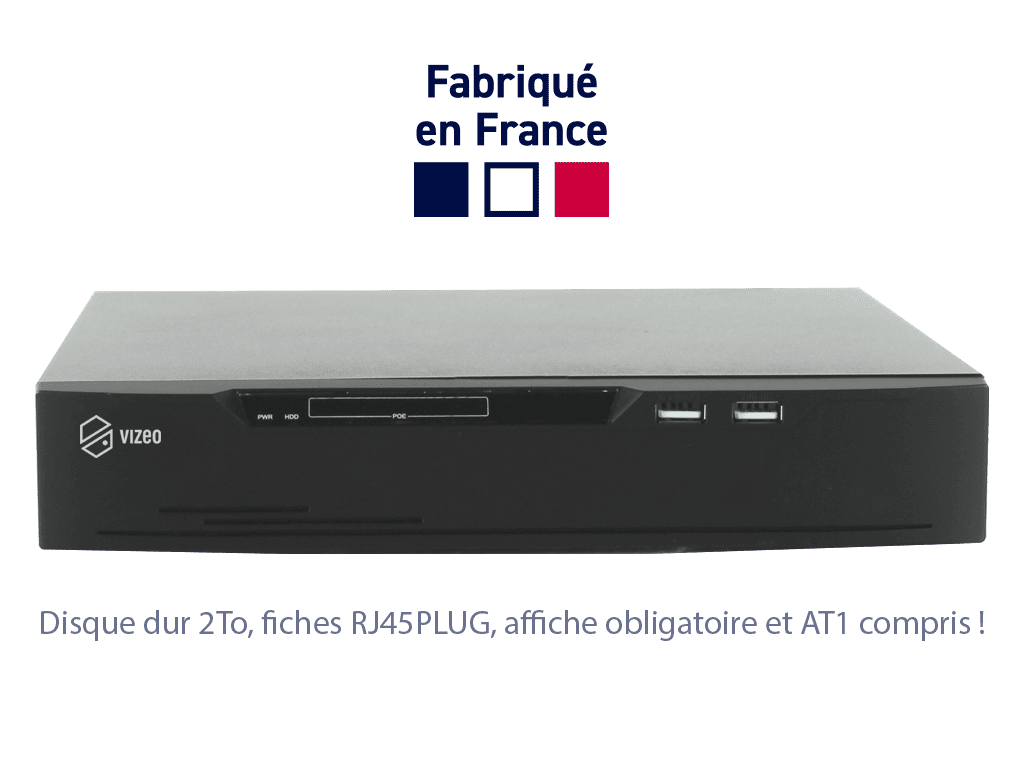 Fabriqué
en France
PWR HDD POE
VIZEO
Disque dur 2To, fiches RJ45PLUG, affiche obligatoire et AT1 compris !